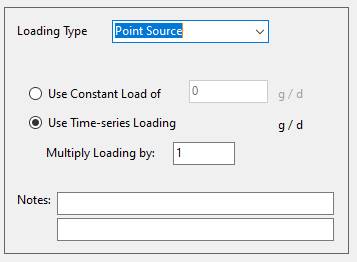 Loading Type Point Source
Use Constant Load of 0 g / d
Use Time-series Loading g / d
Multiply Loading by: 1
Notes: